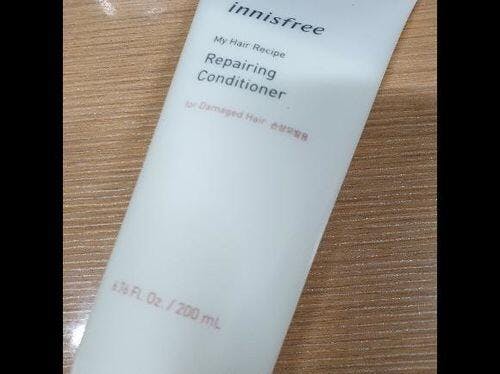 innisfree
My Hair Recipe
Repairing
Conditioner
for Damaged Hair 손상모발용
6.76 Fl. Oz. / 200 mL